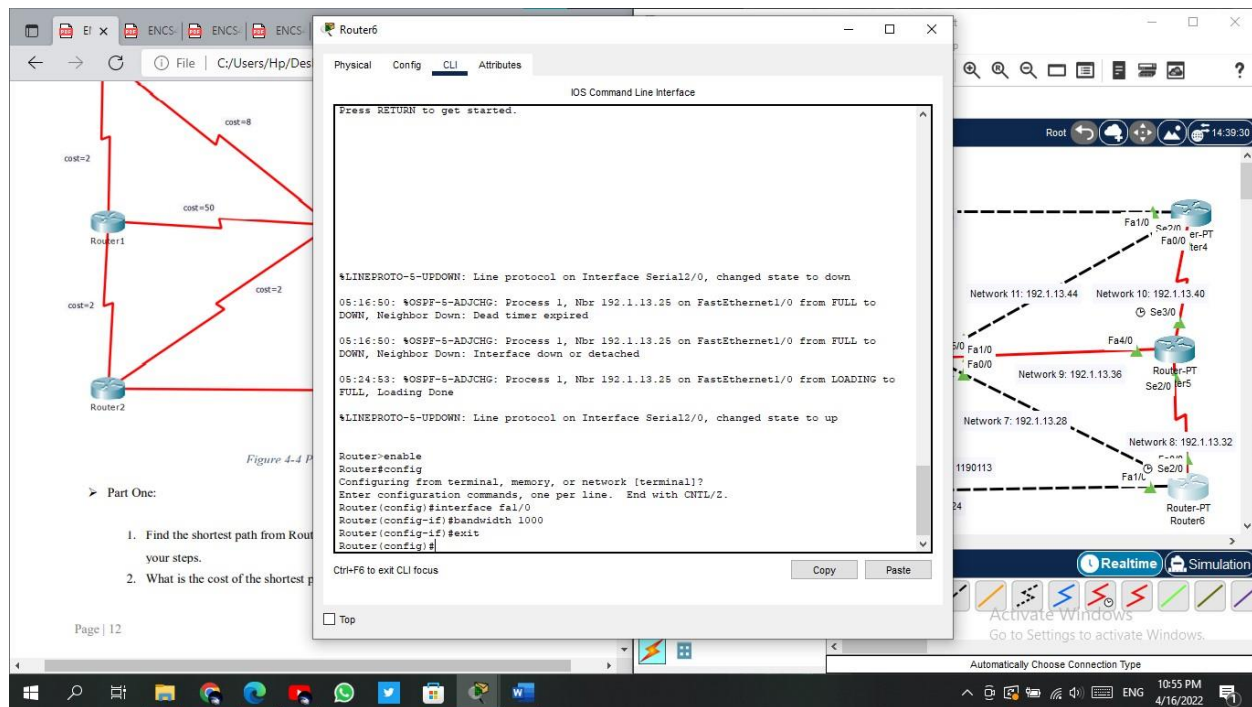 EI
ENCS-
ENCS-
ENCS-
File | C:/Users/Hp/Des
cost=8
cost=2
cost=50
Router1
cost=2
cost=2
Router2
Figure 4-4 P
➤ Part One:
1. Find the shortest path from Rout
your steps.
2. What is the cost of the shortest p
Page | 12
Router6
Physical Config CLI Attributes
IOS Command Line Interface
Press RETURN to get started.
%LINEPROTO-5-UPDOWN: Line protocol on Interface Serial2/0, changed state to down
05:16:50: %OSPF-5-ADJCHG: Process 1, Nbr 192.1.13.25 on FastEthernet1/0 from FULL to
DOWN, Neighbor Down: Dead timer expired
05:16:50: %OSPF-5-ADJCHG: Process 1, Nbr 192.1.13.25 on FastEthernet1/0 from FULL to
DOWN, Neighbor Down: Interface down or detached
05:24:53: %OSPF-5-ADJCHG: Process 1, Nbr 192.1.13.25 on FastEthernet1/0 from LOADING to
FULL, Loading Done
%LINEPROTO-5-UPDOWN: Line protocol on Interface Serial2/0, changed state to up
Router>enable
Router#config
Configuring from terminal, memory, or network [terminal]?
Enter configuration commands, one per line. End with CNTL/Z.
Router(config)#interface fa1/0
Router(config-if)#bandwidth 1000
Router(config-if)#exit
Router(config)#
Ctrl+F6 to exit CLI focus
Copy
Paste
Top
?
Root
14:39:30
Fa1/0
Se2/0
er-PT
Fa0/0
ter4
Network 11: 192.1.13.44
Network 10: 192.1.13.40
Se3/0
Fa4/0
Fa1/0
Fa0/0
Router-PT
Se2/0
ter5
Network 9: 192.1.13.36
Network 7: 192.1.13.28
Network 8: 192.1.13.32
1190113
Se2/0
24
Router-PT
Router6
Realtime
Simulation
Activate Windows
Go to Settings to activate Windows.
Automatically Choose Connection Type
ENG
10:55 PM
4/16/2022